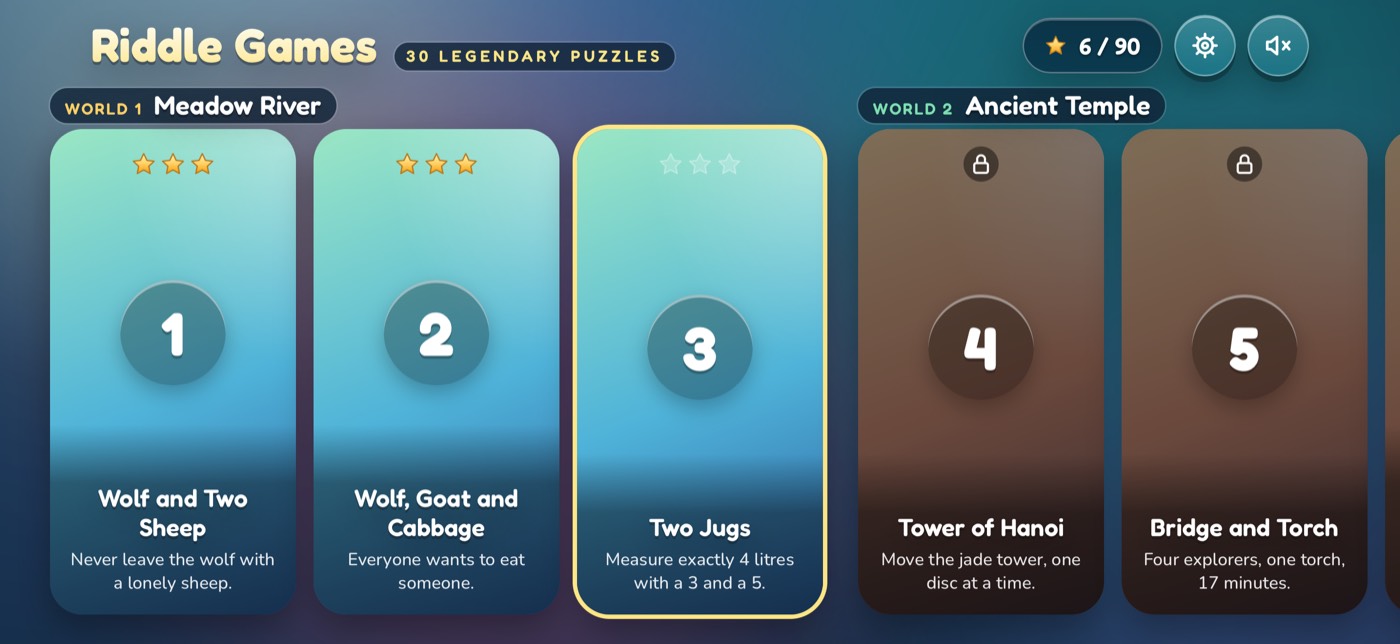 Riddle Games
30 LEGENDARY PUZZLES
6 / 90
WORLD 1 Meadow River
WORLD 2 Ancient Temple
1
Wolf and Two
Sheep
Never leave the wolf with
a lonely sheep.
2
Wolf, Goat and
Cabbage
Everyone wants to eat
someone.
3
Two Jugs
Measure exactly 4 litres
with a 3 and a 5.
4
Tower of Hanoi
Move the jade tower, one
disc at a time.
5
Bridge and Torch
Four explorers, one torch,
17 minutes.